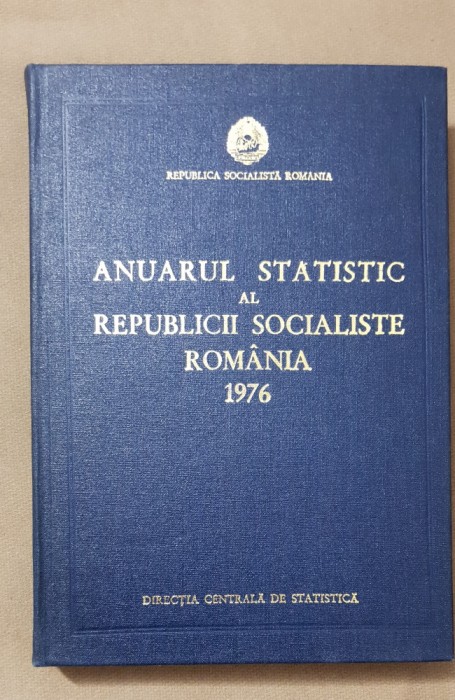 REPUBLICA SOCIALISTĂ ROMÂNIA
ANUARUL STATISTIC
AL
REPUBLICII SOCIALISTE
ROMÂNIA
1976
DIRECȚIA CENTRALĂ DE STATISTICĂ